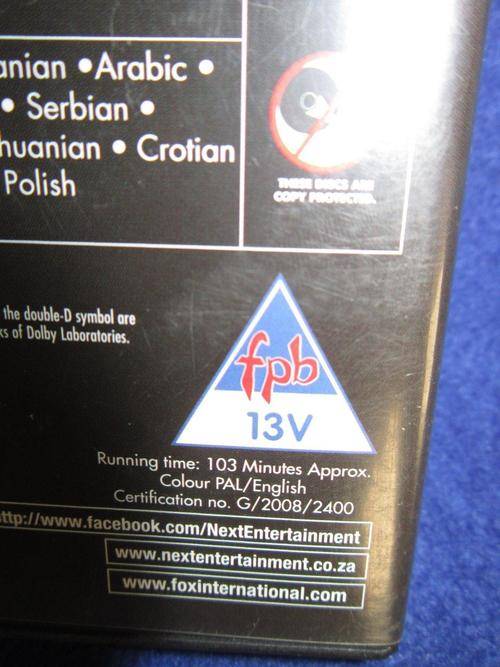 anian • Arabic •
• Serbian •
huanian • Crotian
Polish
THESE DISCS ARE
COPY PROTECTED.
the double-D symbol are
ks of Dolby Laboratories.
fpb
13V
Running time: 103 Minutes Approx.
Colour PAL/English
Certification no. G/2008/2400
http://www.facebook.com/NextEntertainment
www.nextentertainment.co.za
www.foxinternational.com